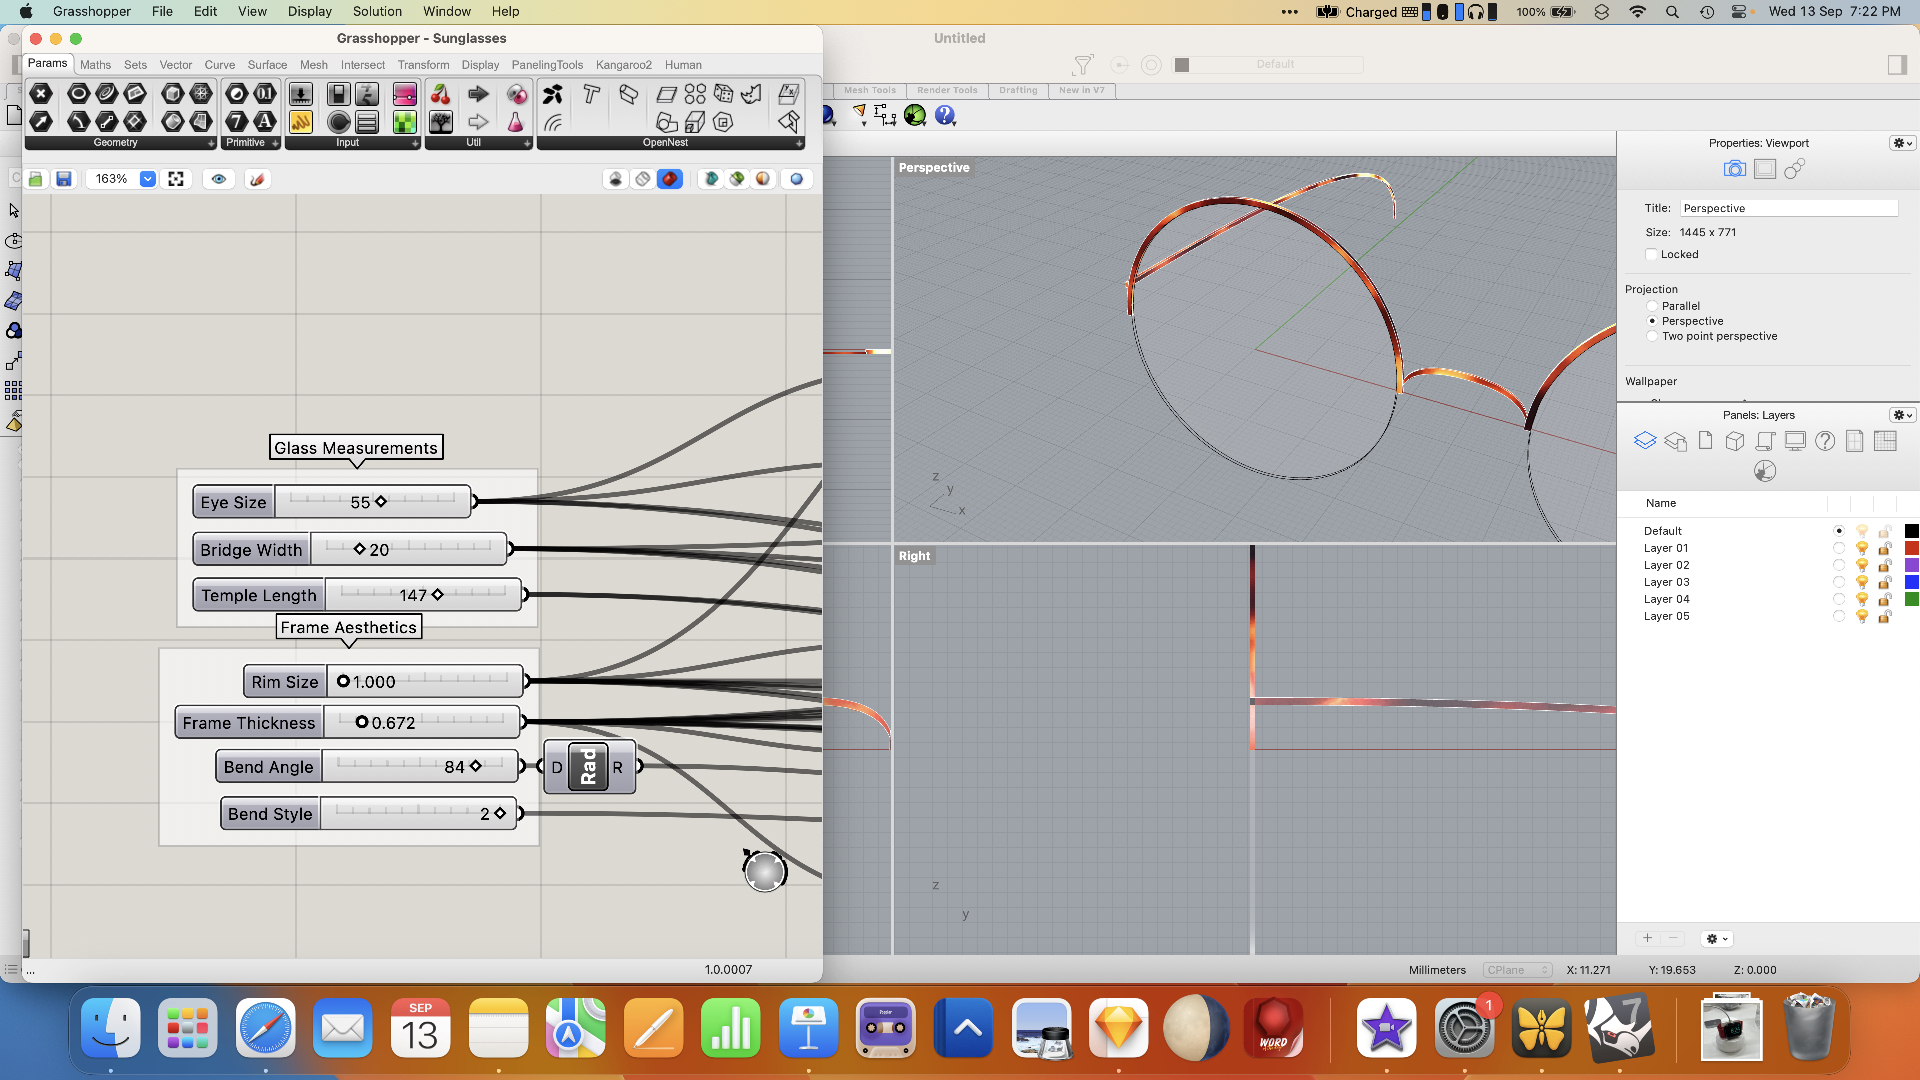 Grasshopper File Edit View Display Solution Window Help
Charged 100% Wed 13 Sep 7:22 PM
Grasshopper - Sunglasses
Untitled
Params Maths Sets Vector Curve Surface Mesh Intersect Transform Display PanelingTools Kangaroo2 Human
Default
Mesh Tools Render Tools Drafting New in V7
Geometry Primitive Input Util OpenNest
163%
Perspective
Properties: Viewport
Title: Perspective
Size: 1445 x 771
Locked
Projection
Parallel
Perspective
Two point perspective
Wallpaper
Panels: Layers
Name
Default
Layer 01
Layer 02
Layer 03
Layer 04
Layer 05
z
y
x
Right
z
y
Glass Measurements
Eye Size 55
Bridge Width 20
Temple Length 147
Frame Aesthetics
Rim Size 1.000
Frame Thickness 0.672
Bend Angle 84
D Rad R
Bend Style 2
...
1.0.0007
Millimeters CPlane X: 11.271 Y: 19.653 Z: 0.000
SEP
13
WORD
1
7